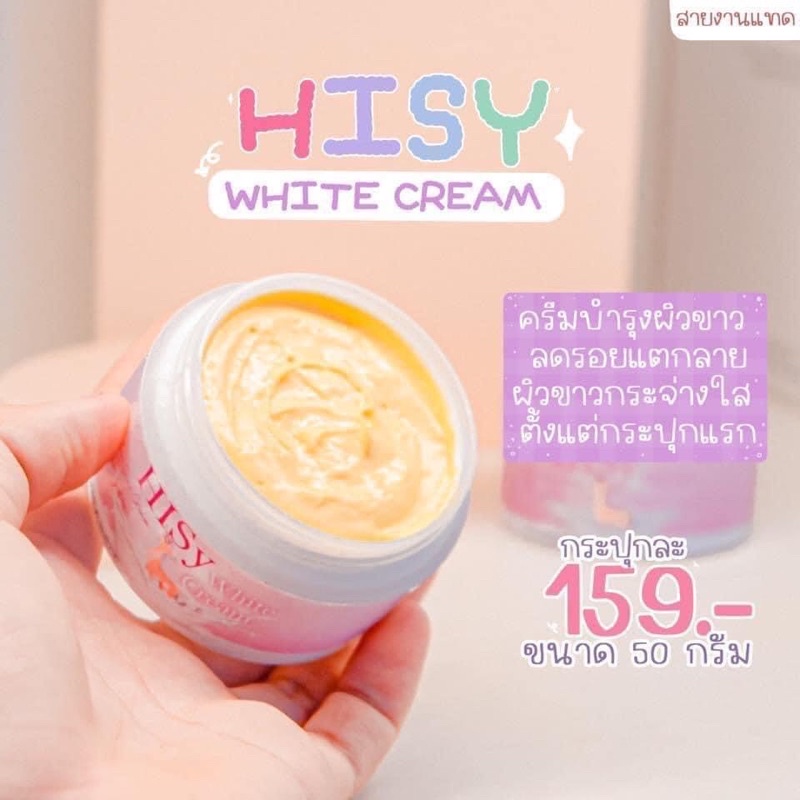 สายงานแทด
HISY
WHITE CREAM
ครีมบำรุงผิวขาว
ลดรอยแตกลาย
ผิวขาวกระจ่างใส
ตั้งแต่กระปุกแรก
HISY White
Cream
กระปุกละ
159.-
ขนาด 50 กรัม